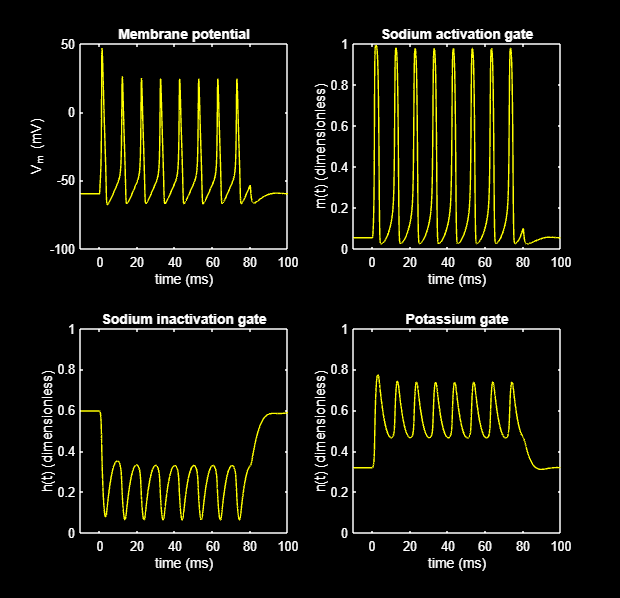 Membrane potential
50
0
-50
-100
V_m (mV)
0 20 40 60 80 100
time (ms)
Sodium activation gate
1
0.8
0.6
0.4
0.2
0
m(t) (dimensionless)
0 20 40 60 80 100
time (ms)
Sodium inactivation gate
1
0.8
0.6
0.4
0.2
0
h(t) (dimensionless)
0 20 40 60 80 100
time (ms)
Potassium gate
1
0.8
0.6
0.4
0.2
0
n(t) (dimensionless)
0 20 40 60 80 100
time (ms)